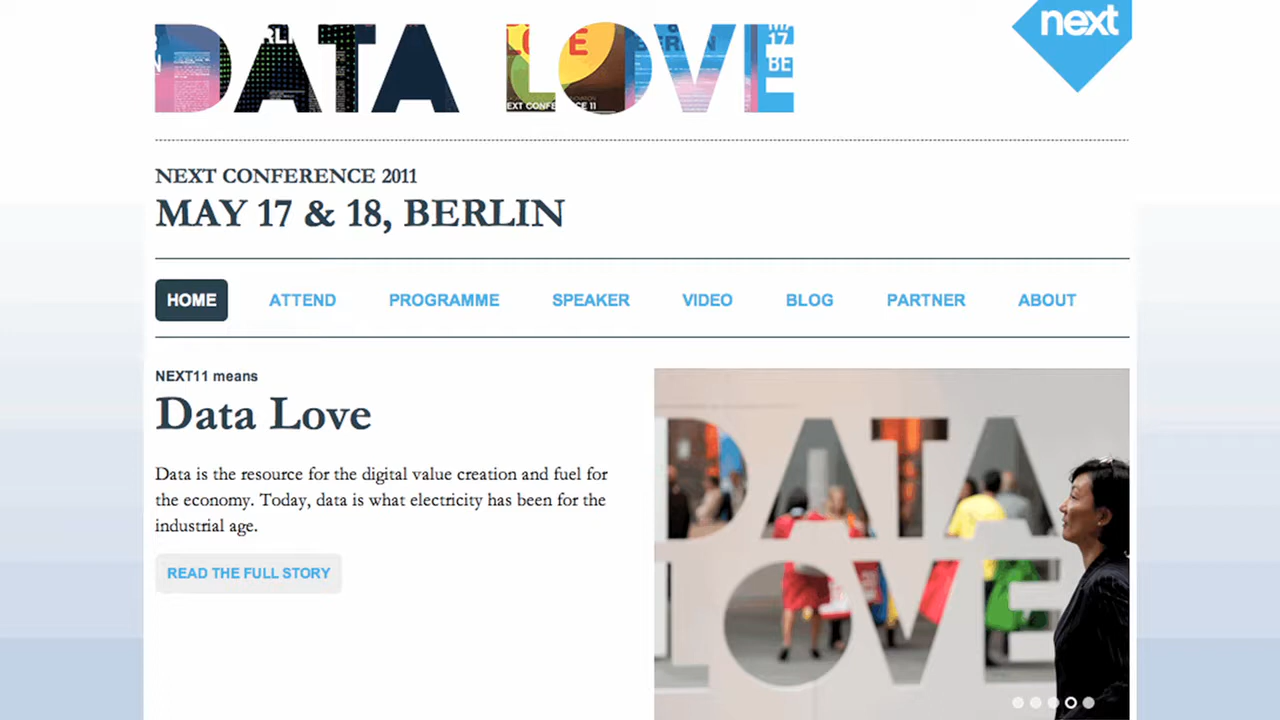 DATA LOVE
next
NEXT CONFERENCE 2011
MAY 17 & 18, BERLIN
HOME ATTEND PROGRAMME SPEAKER VIDEO BLOG PARTNER ABOUT
NEXT11 means
Data Love
Data is the resource for the digital value creation and fuel for
the economy. Today, data is what electricity has been for the
industrial age.
READ THE FULL STORY
DATA
LOVE